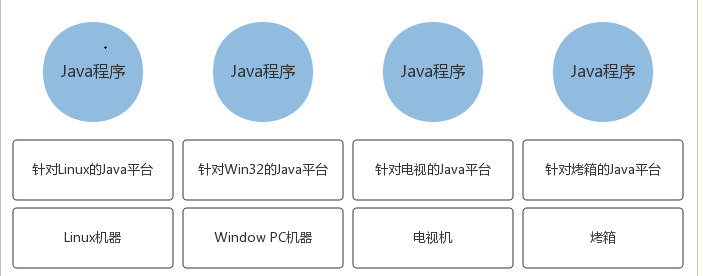 Java程序 Java程序 Java程序 Java程序
针对Linux的Java平台 针对Win32的Java平台 针对电视的Java平台 针对烤箱的Java平台
Linux机器 Window PC机器 电视机 烤箱